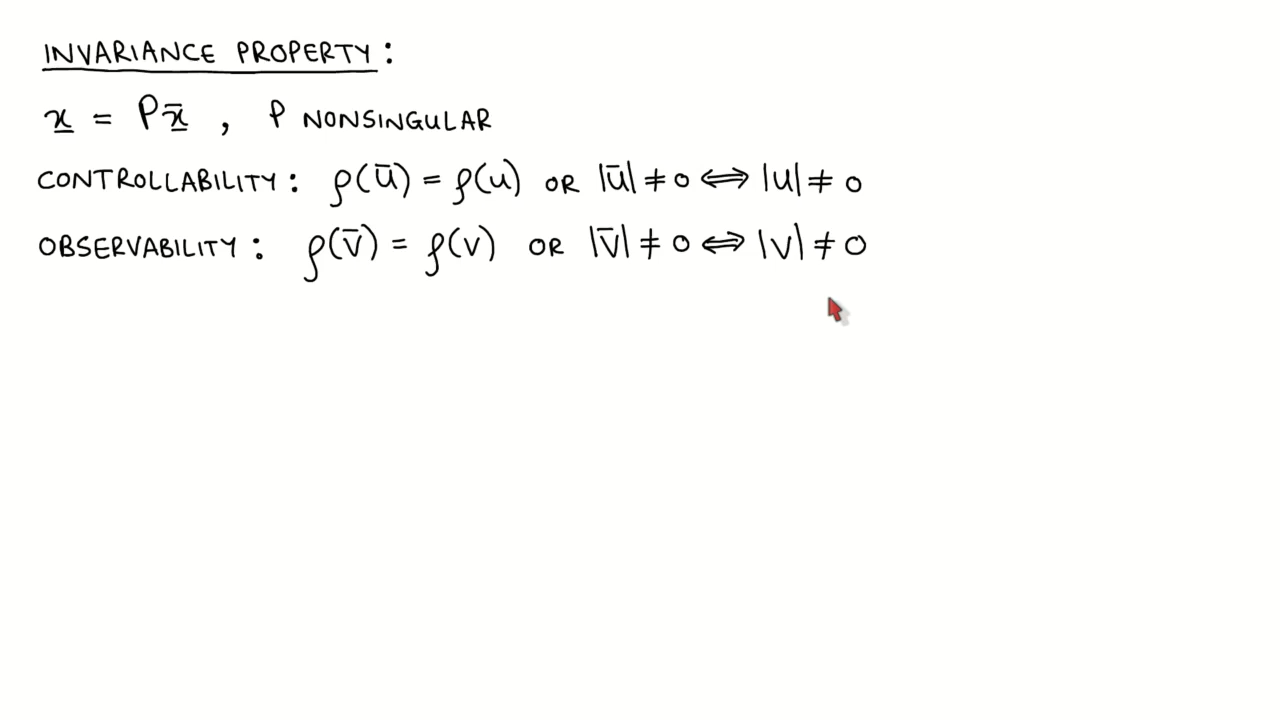 INVARIANCE PROPERTY:
x̲ = Px̲̄ , P NONSINGULAR
CONTROLLABILITY: ρ(Ū) = ρ(U) OR |Ū| ≠ 0 ⟺ |U| ≠ 0
OBSERVABILITY: ρ(V̄) = ρ(V) OR |V̄| ≠ 0 ⟺ |V| ≠ 0